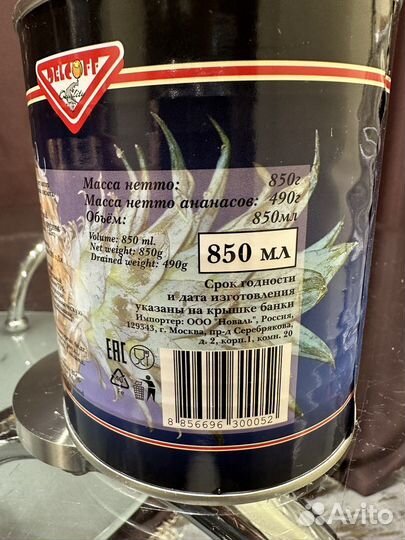 DELCOFF
Quality
Масса нетто: 850г
Масса нетто ананасов: 490г
Объём: 850мл
Volume: 850 ml.
Net weight: 850g
Drained weight: 490g
850 мл
Срок годности
и дата изготовления
указаны на крышке банки
Импортер: ООО "Новаль", Россия,
129343, г. Москва, пр-д Серебрякова,
д. 2, корп.1, комн. 20
EAC
8 856696 300052
Avito